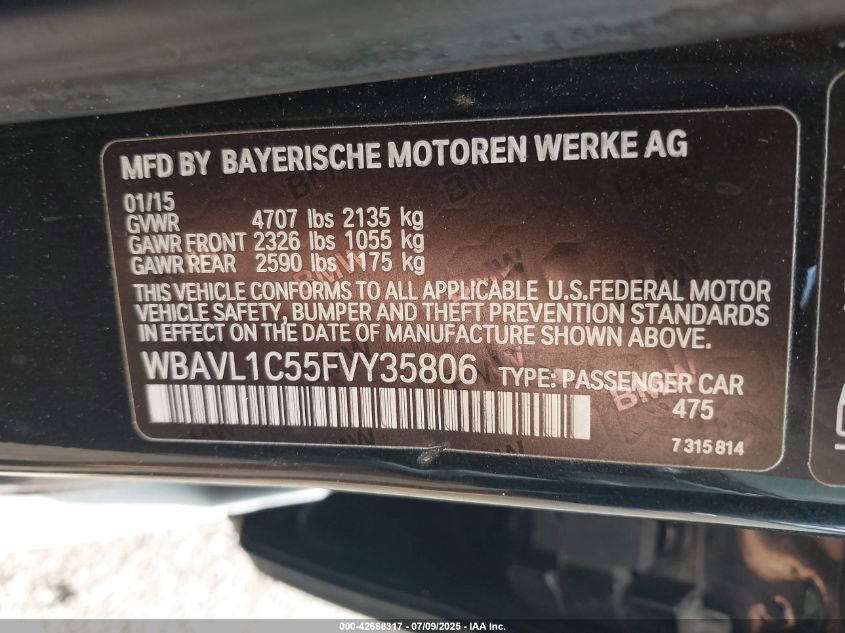 MFD BY BAYERISCHE MOTOREN WERKE AG
01/15
GVWR 4707 lbs 2135 kg
GAWR FRONT 2326 lbs 1055 kg
GAWR REAR 2590 lbs 1175 kg
THIS VEHICLE CONFORMS TO ALL APPLICABLE U.S.FEDERAL MOTOR
VEHICLE SAFETY, BUMPER AND THEFT PREVENTION STANDARDS
IN EFFECT ON THE DATE OF MANUFACTURE SHOWN ABOVE.
WBAVL1C55FVY35806 TYPE: PASSENGER CAR
475
7 315 814
000-42688317 - 07/09/2025 - IAA Inc.